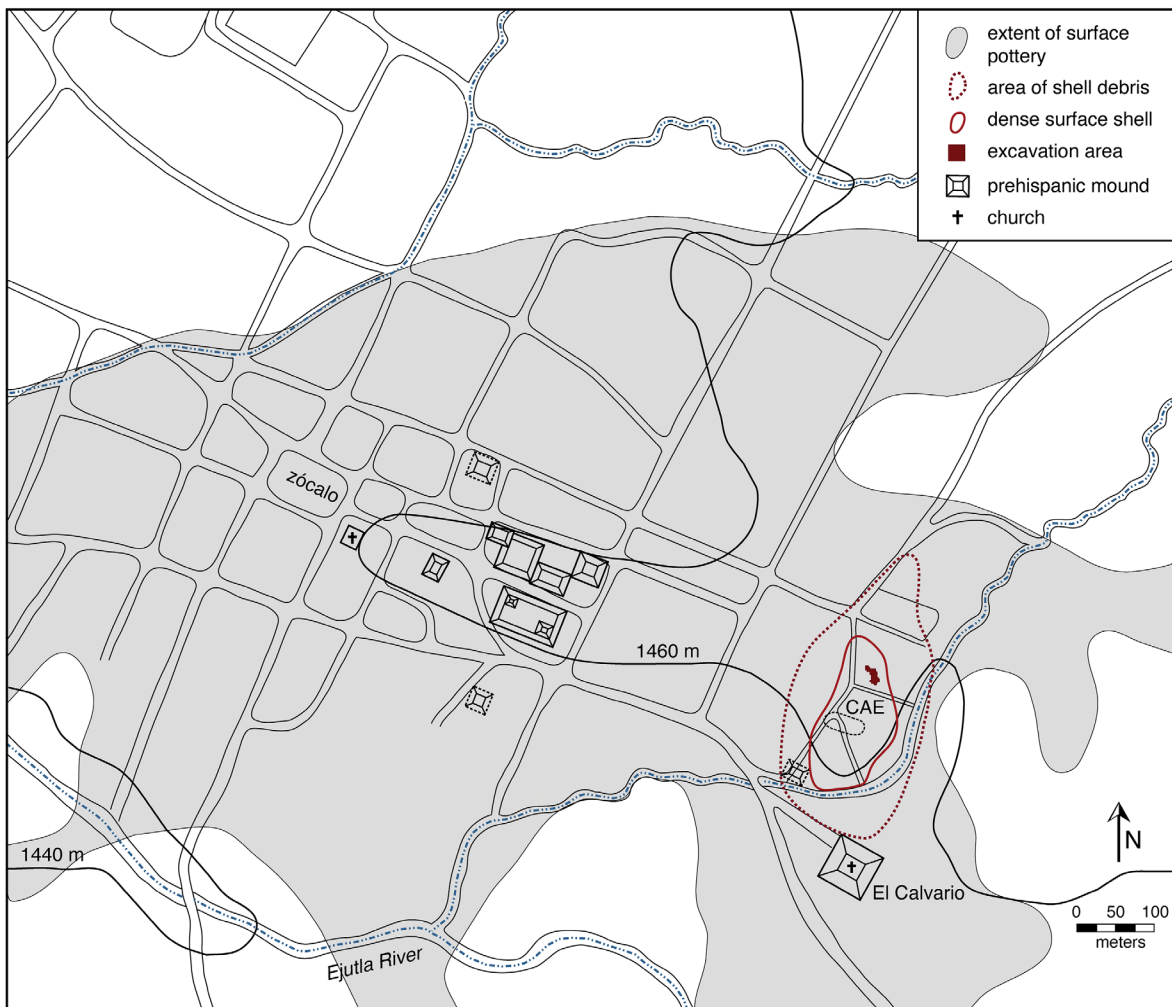 extent of surface
pottery
area of shell debris
dense surface shell
excavation area
prehispanic mound
church
zócalo
1460 m
CAE
1440 m
El Calvario
Ejutla River
N
0 50 100
meters